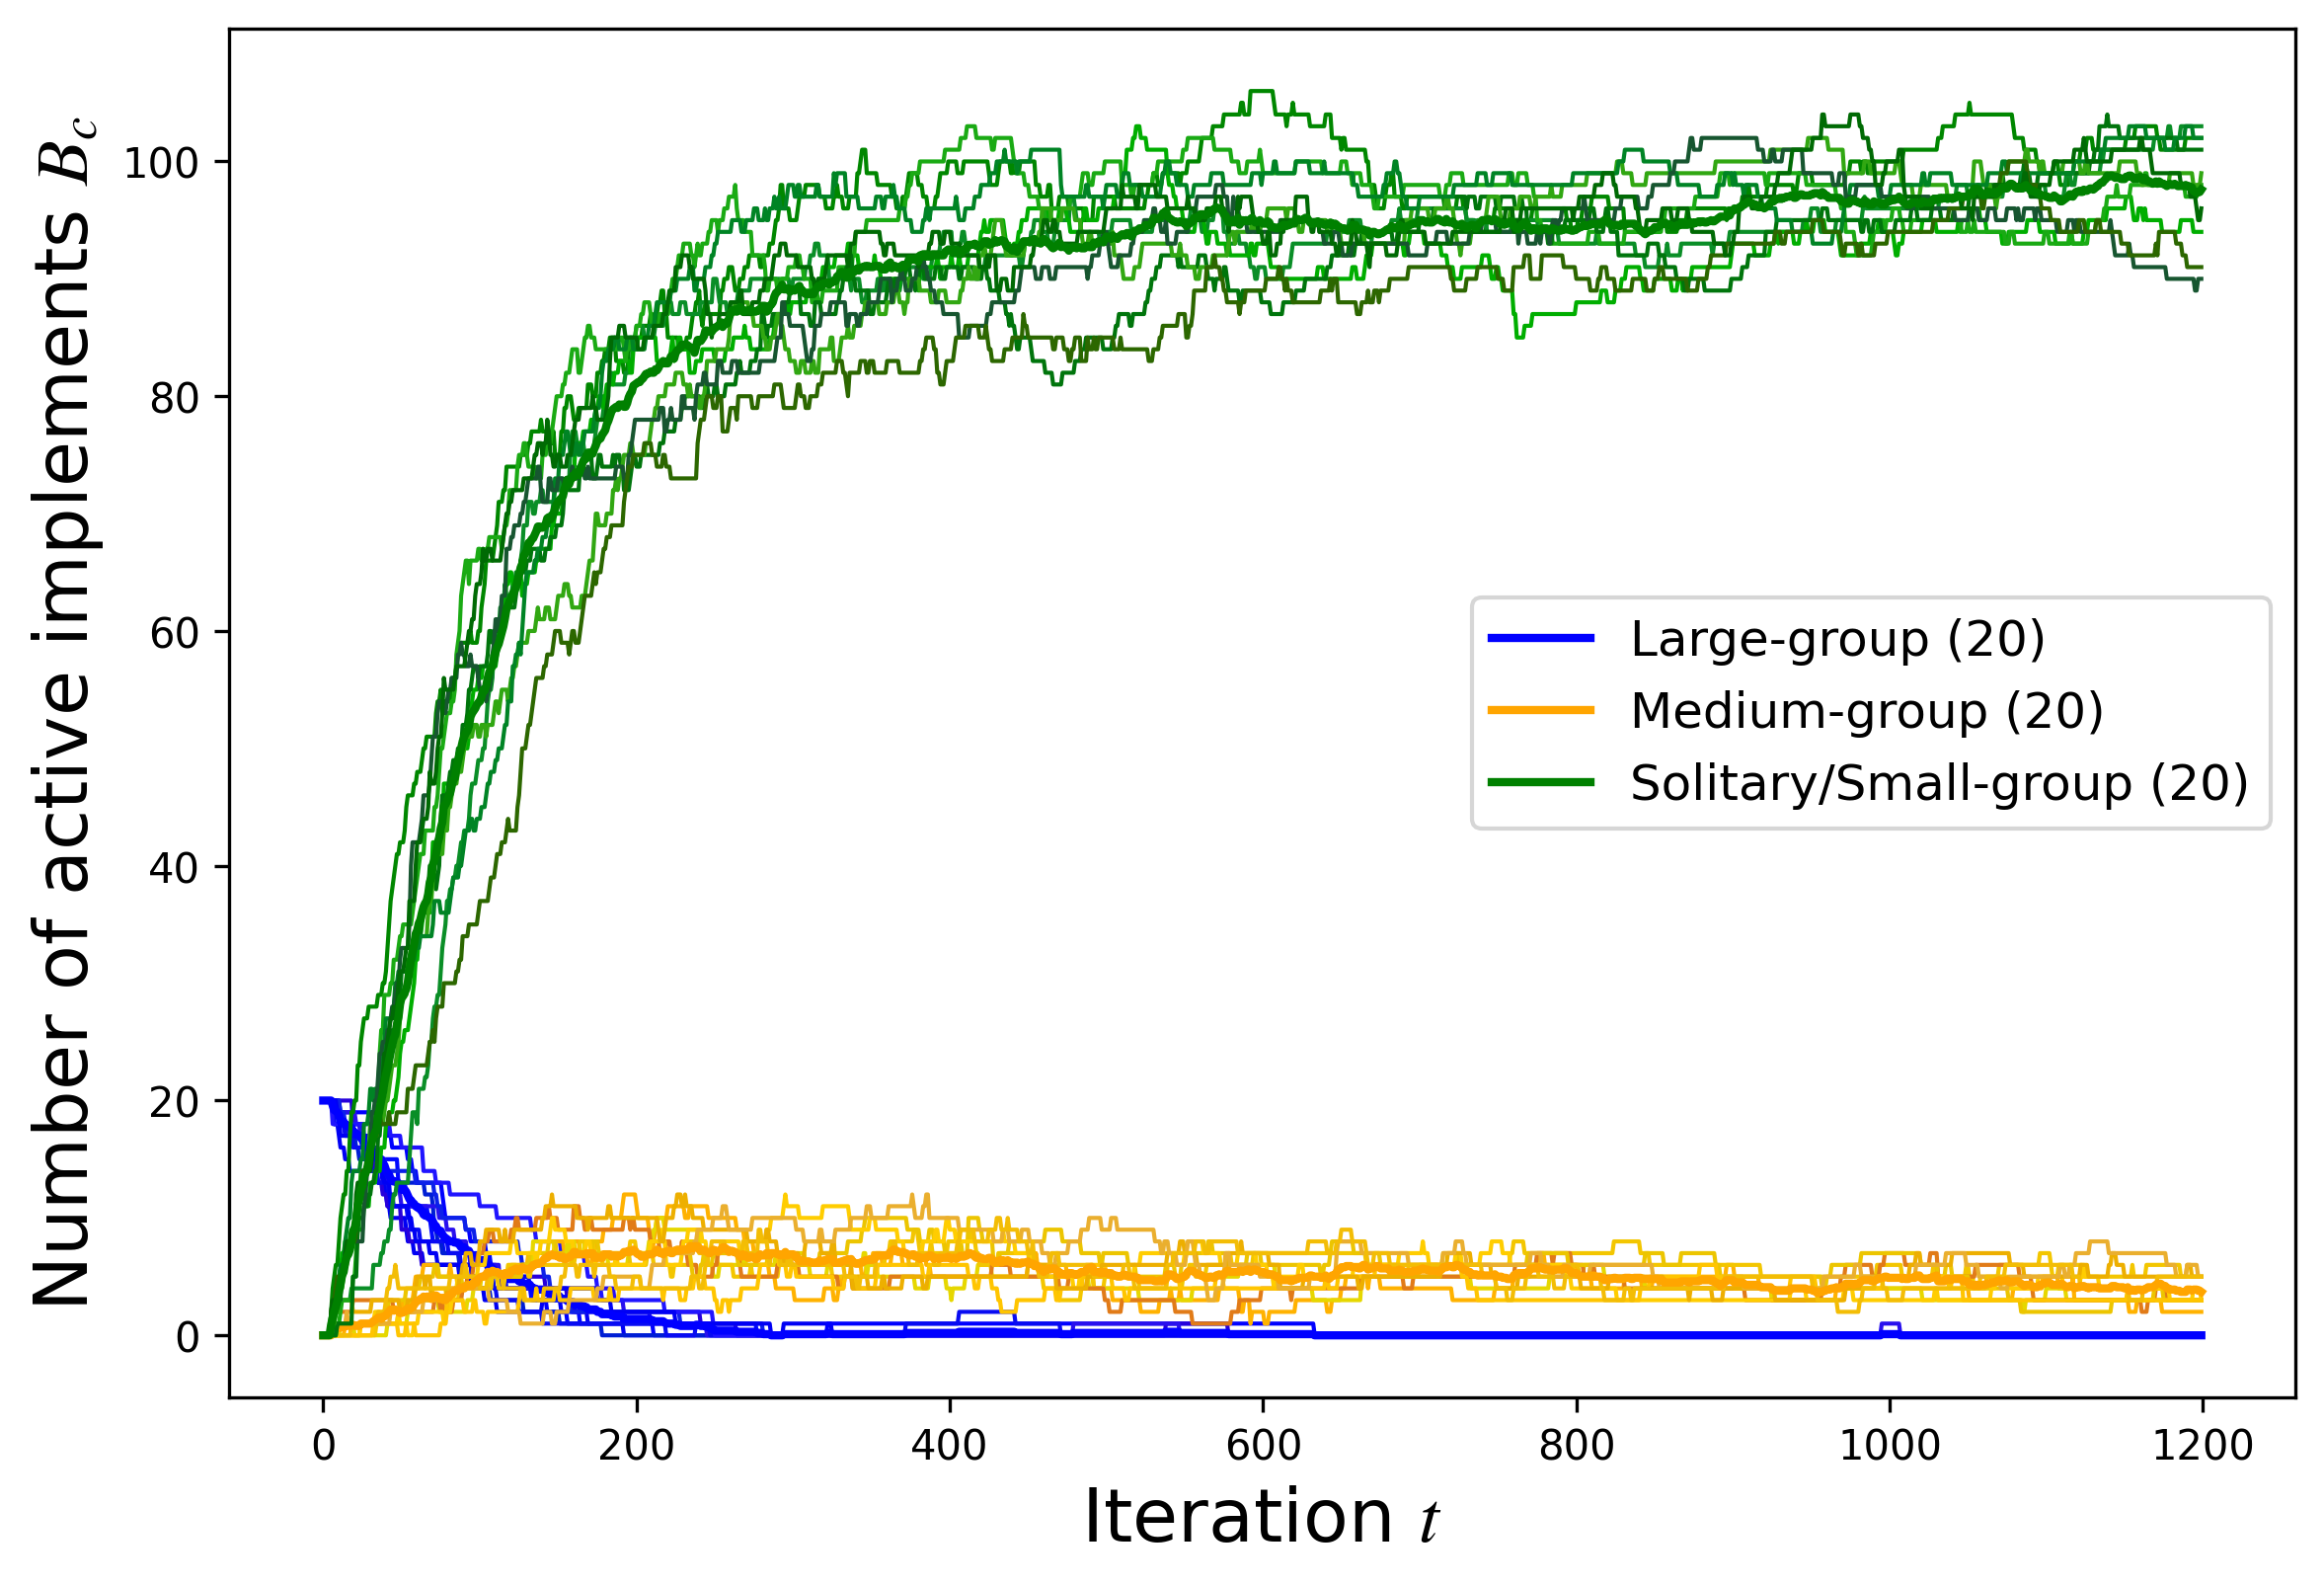 Number of active implements B_c
100
80
60
40
20
0
Large-group (20)
Medium-group (20)
Solitary/Small-group (20)
0 200 400 600 800 1000 1200
Iteration t